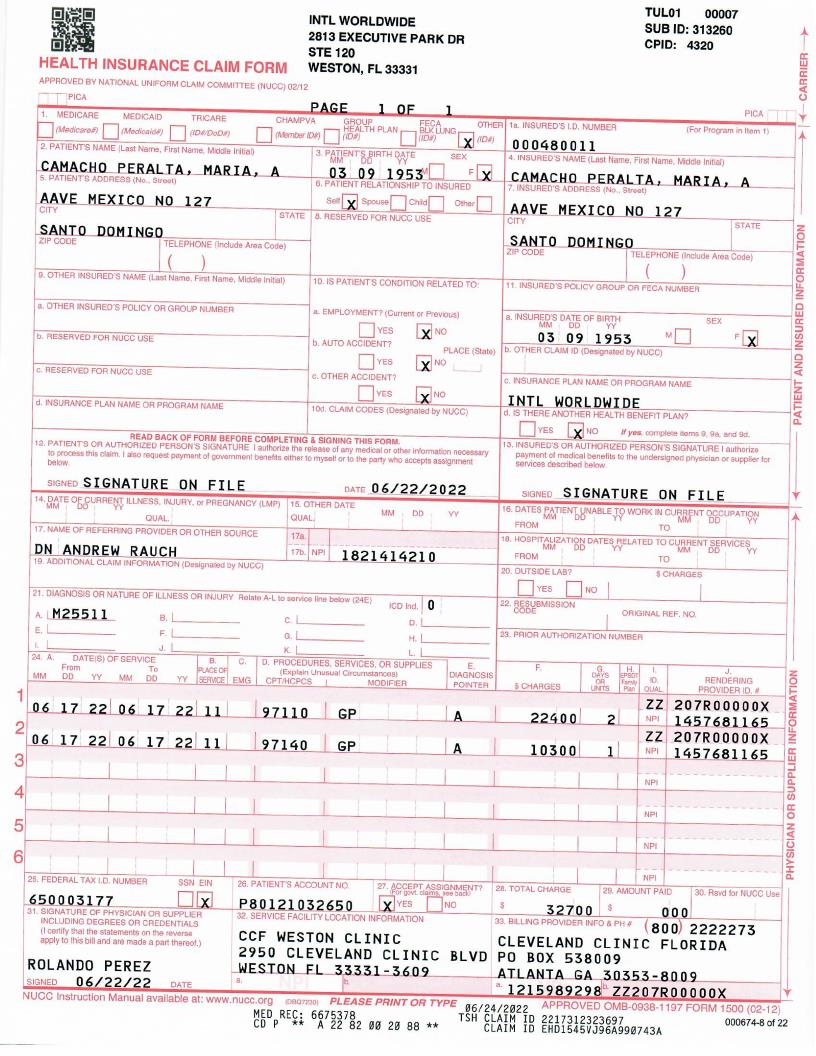 INTL WORLDWIDE
2813 EXECUTIVE PARK DR
STE 120
WESTON, FL 33331
TUL01 00007
SUB ID: 313260
CPID: 4320
HEALTH INSURANCE CLAIM FORM
APPROVED BY NATIONAL UNIFORM CLAIM COMMITTEE (NUCC) 02/12
CARRIER
PICA
PAGE 1 OF 1
PICA
1. MEDICARE MEDICAID TRICARE CHAMPVA GROUP HEALTH PLAN FECA BLK LUNG OTHER
(Medicare#) (Medicaid#) (ID#/DoD#) (Member ID#) (ID#) (ID#) X (ID#)
1a. INSURED'S I.D. NUMBER (For Program in Item 1)
000480011
2. PATIENT'S NAME (Last Name, First Name, Middle Initial)
CAMACHO PERALTA, MARIA, A
3. PATIENT'S BIRTH DATE SEX
MM DD YY
03 09 1953 M F X
4. INSURED'S NAME (Last Name, First Name, Middle Initial)
CAMACHO PERALTA, MARIA, A
5. PATIENT'S ADDRESS (No., Street)
AAVE MEXICO NO 127
6. PATIENT RELATIONSHIP TO INSURED
Self X Spouse Child Other
7. INSURED'S ADDRESS (No., Street)
AAVE MEXICO NO 127
CITY STATE
SANTO DOMINGO
8. RESERVED FOR NUCC USE
CITY STATE
SANTO DOMINGO
ZIP CODE TELEPHONE (Include Area Code)
( )
ZIP CODE TELEPHONE (Include Area Code)
( )
9. OTHER INSURED'S NAME (Last Name, First Name, Middle Initial)
10. IS PATIENT'S CONDITION RELATED TO:
11. INSURED'S POLICY GROUP OR FECA NUMBER
a. OTHER INSURED'S POLICY OR GROUP NUMBER
a. EMPLOYMENT? (Current or Previous)
YES X NO
a. INSURED'S DATE OF BIRTH SEX
MM DD YY
03 09 1953 M F X
b. RESERVED FOR NUCC USE
b. AUTO ACCIDENT? PLACE (State)
YES X NO
b. OTHER CLAIM ID (Designated by NUCC)
c. RESERVED FOR NUCC USE
c. OTHER ACCIDENT?
YES X NO
c. INSURANCE PLAN NAME OR PROGRAM NAME
INTL WORLDWIDE
d. INSURANCE PLAN NAME OR PROGRAM NAME
10d. CLAIM CODES (Designated by NUCC)
d. IS THERE ANOTHER HEALTH BENEFIT PLAN?
YES X NO If yes, complete items 9, 9a, and 9d.
READ BACK OF FORM BEFORE COMPLETING & SIGNING THIS FORM.
12. PATIENT'S OR AUTHORIZED PERSON'S SIGNATURE I authorize the release of any medical or other information necessary
to process this claim. I also request payment of government benefits either to myself or to the party who accepts assignment
below.
SIGNED SIGNATURE ON FILE DATE 06/22/2022
13. INSURED'S OR AUTHORIZED PERSON'S SIGNATURE I authorize
payment of medical benefits to the undersigned physician or supplier for
services described below.
SIGNED SIGNATURE ON FILE
PATIENT AND INSURED INFORMATION
14. DATE OF CURRENT ILLNESS, INJURY, or PREGNANCY (LMP)
MM DD YY
QUAL.
15. OTHER DATE
QUAL. MM DD YY
16. DATES PATIENT UNABLE TO WORK IN CURRENT OCCUPATION
MM DD YY MM DD YY
FROM TO
17. NAME OF REFERRING PROVIDER OR OTHER SOURCE
DN ANDREW RAUCH
17a.
17b. NPI 1821414210
18. HOSPITALIZATION DATES RELATED TO CURRENT SERVICES
MM DD YY MM DD YY
FROM TO
19. ADDITIONAL CLAIM INFORMATION (Designated by NUCC)
20. OUTSIDE LAB? $ CHARGES
YES NO
21. DIAGNOSIS OR NATURE OF ILLNESS OR INJURY Relate A-L to service line below (24E) ICD Ind. 0
A. M25511 B. C. D.
E. F. G. H.
I. J. K. L.
22. RESUBMISSION CODE ORIGINAL REF. NO.
23. PRIOR AUTHORIZATION NUMBER
24. A. DATE(S) OF SERVICE B. C. D. PROCEDURES, SERVICES, OR SUPPLIES E. F. G. H. I. J.
From To PLACE OF (Explain Unusual Circumstances) DIAGNOSIS DAYS OR EPSDT Family ID. RENDERING
MM DD YY MM DD YY SERVICE EMG CPT/HCPCS MODIFIER POINTER $ CHARGES UNITS Plan QUAL. PROVIDER ID. #
1 ZZ 207R00000X
06 17 22 06 17 22 11 97110 GP A 22400 2 NPI 1457681165
2 ZZ 207R00000X
06 17 22 06 17 22 11 97140 GP A 10300 1 NPI 1457681165
3
NPI
4
NPI
5
NPI
6
NPI
PHYSICIAN OR SUPPLIER INFORMATION
25. FEDERAL TAX I.D. NUMBER SSN EIN
650003177 X
26. PATIENT'S ACCOUNT NO.
P80121032650
27. ACCEPT ASSIGNMENT?
(For govt. claims, see back)
X YES NO
28. TOTAL CHARGE
$ 32700
29. AMOUNT PAID
$ 000
30. Rsvd for NUCC Use
31. SIGNATURE OF PHYSICIAN OR SUPPLIER
INCLUDING DEGREES OR CREDENTIALS
(I certify that the statements on the reverse
apply to this bill and are made a part thereof.)
ROLANDO PEREZ
SIGNED 06/22/22 DATE
32. SERVICE FACILITY LOCATION INFORMATION
CCF WESTON CLINIC
2950 CLEVELAND CLINIC BLVD
WESTON FL 33331-3609
a. NPI b.
33. BILLING PROVIDER INFO & PH # (800) 2222273
CLEVELAND CLINIC FLORIDA
PO BOX 538009
ATLANTA GA 30353-8009
a. 1215989298 b. ZZ207R00000X
NUCC Instruction Manual available at: www.nucc.org (DBQ7230) PLEASE PRINT OR TYPE APPROVED OMB-0938-1197 FORM 1500 (02-12)
MED REC: 6675378 06/24/2022
TSH CLAIM ID 2217312323697
CD P ** A 22 82 00 20 88 ** CLAIM ID EHD1545VJ96A990743A
000674-8 of 22